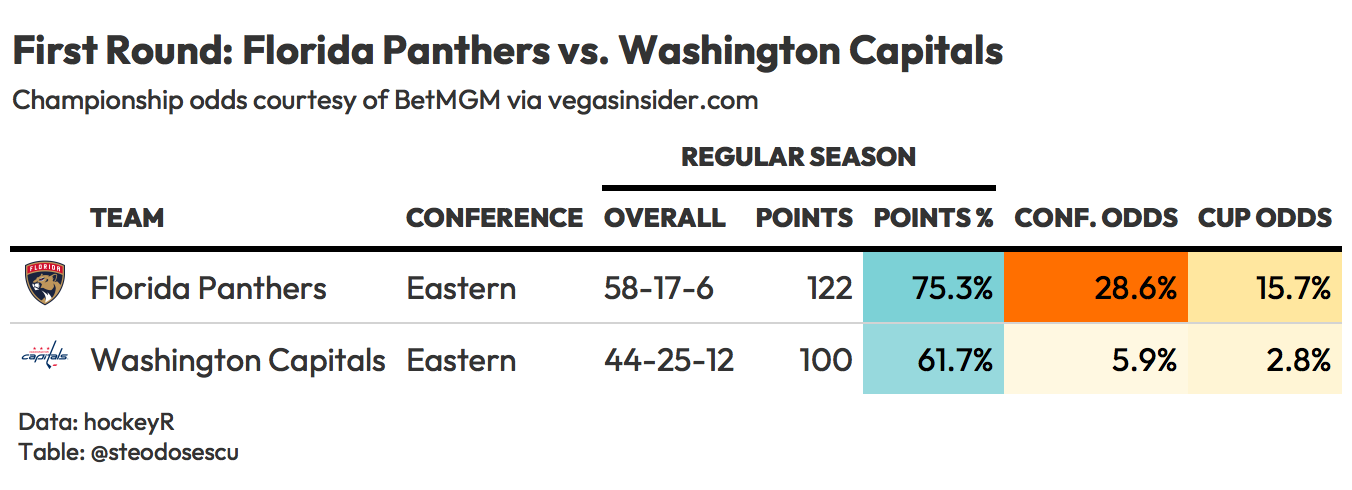 First Round: Florida Panthers vs. Washington Capitals
Championship odds courtesy of BetMGM via vegasinsider.com
REGULAR SEASON
TEAM CONFERENCE OVERALL POINTS POINTS % CONF. ODDS CUP ODDS
FLORIDA Florida Panthers Eastern 58-17-6 122 75.3% 28.6% 15.7%
capitals Washington Capitals Eastern 44-25-12 100 61.7% 5.9% 2.8%
Data: hockeyR
Table: @steodosescu